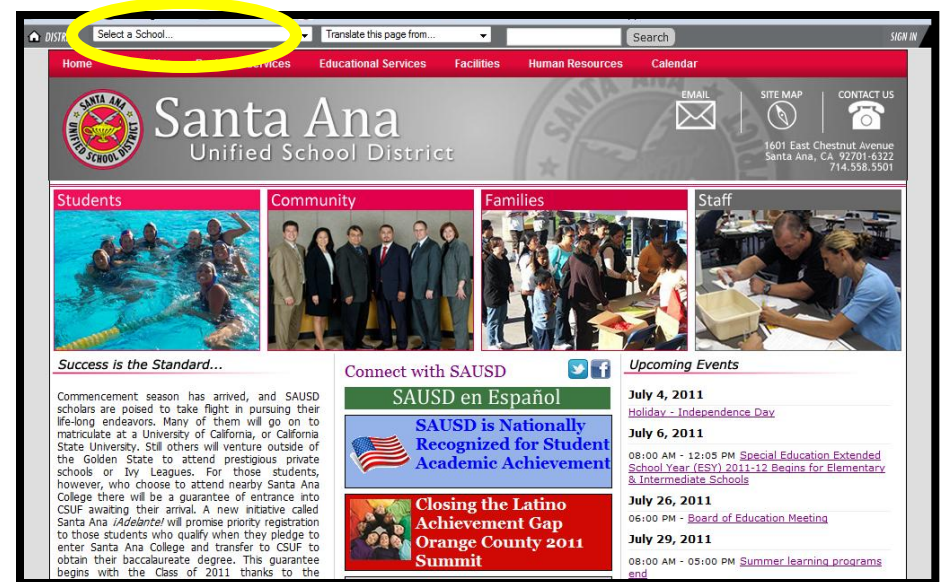 Select a School...
Translate this page from...
Search
SIGN IN
Home
Educational Services
Facilities
Human Resources
Calendar
SANTA ANA
UNIFIED SCHOOL DISTRICT
Santa Ana
Unified School District
EMAIL
SITE MAP
CONTACT US
1601 East Chestnut Avenue
Santa Ana, CA 92701-6322
714.558.5501
Students
Community
Families
Staff
Success is the Standard...
Commencement season has arrived, and SAUSD
scholars are poised to take flight in pursuing their
life-long endeavors. Many of them will go on to
matriculate at a University of California, or California
State University. Still others will venture outside of
the Golden State to attend prestigious private
schools or Ivy Leagues. For those students,
however, who choose to attend nearby Santa Ana
College there will be a guarantee of entrance into
CSUF awaiting their arrival. A new initiative called
Santa Ana ¡Adelante! will promise priority registration
to those students who qualify when they pledge to
enter Santa Ana College and transfer to CSUF to
obtain their baccalaurate degree. This guarantee
begins with the Class of 2011 thanks to the
Connect with SAUSD
SAUSD en Español
SAUSD is Nationally
Recognized for Student
Academic Achievement
Closing the Latino
Achievement Gap
Orange County 2011
Summit
Upcoming Events
July 4, 2011
Holiday - Independence Day
July 6, 2011
08:00 AM - 12:05 PM Special Education Extended
School Year (ESY) 2011-12 Begins for Elementary
& Intermediate Schools
July 26, 2011
06:00 PM - Board of Education Meeting
July 29, 2011
08:00 AM - 05:00 PM Summer learning programs
end